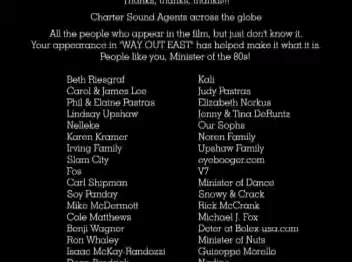 Thanks, thanks, thanks!!!
Charter Sound Agents across the globe
All the people who appear in the film, but just don't know it.
Your appearance in "WAY OUT EAST" has helped make it what it is.
People like you, Minister of the 80s!
Beth Riesgraf
Carol & James Lee
Phil & Elaine Pastras
Lindsay Upshaw
Nelleke
Karen Kramer
Irving Family
Slam City
Fos
Carl Shipman
Soy Panday
Mike McDermott
Cole Matthews
Benji Wagner
Ron Whaley
Isaac McKay-Randozzi
Kali
Judy Pastras
Elizabeth Norkus
Jenny & Tina DeRuntz
Our Sophs
Noren Family
Upshaw Family
eyebooger.com
V7
Minister of Dance
Snowy & Crack
Rick McCrank
Michael J. Fox
Peter at Bolex-usa.com
Minister of Nuts
Guiseppe Morello